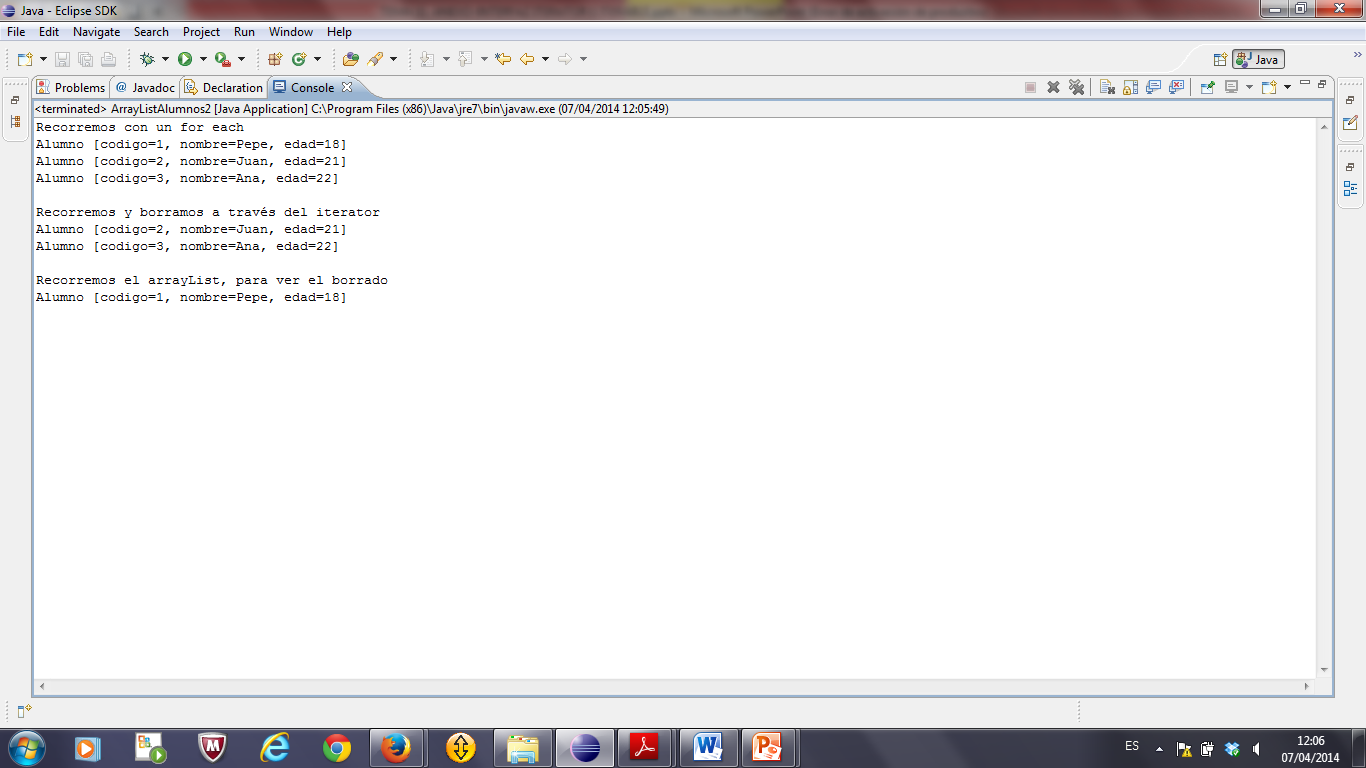 Java - Eclipse SDK
File Edit Navigate Search Project Run Window Help
Java
Problems @ Javadoc Declaration Console
<terminated> ArrayListAlumnos2 [Java Application] C:\Program Files (x86)\Java\jre7\bin\javaw.exe (07/04/2014 12:05:49)
Recorremos con un for each
Alumno [codigo=1, nombre=Pepe, edad=18]
Alumno [codigo=2, nombre=Juan, edad=21]
Alumno [codigo=3, nombre=Ana, edad=22]
Recorremos y borramos a través del iterator
Alumno [codigo=2, nombre=Juan, edad=21]
Alumno [codigo=3, nombre=Ana, edad=22]
Recorremos el arrayList, para ver el borrado
Alumno [codigo=1, nombre=Pepe, edad=18]
ES
12:06
07/04/2014